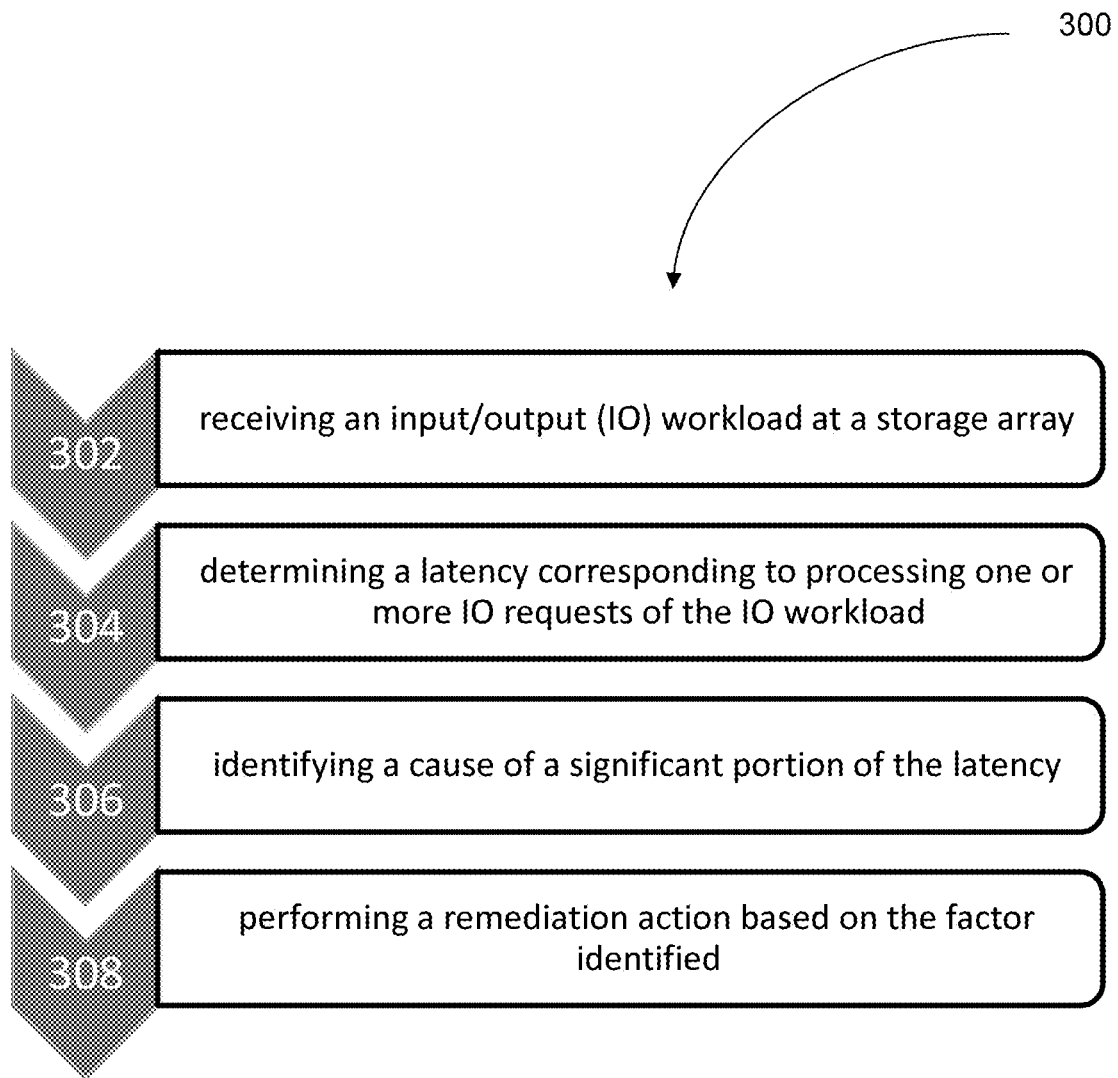 300
302
receiving an input/output (IO) workload at a storage array
304
determining a latency corresponding to processing one or
more IO requests of the IO workload
306
identifying a cause of a significant portion of the latency
308
performing a remediation action based on the factor
identified